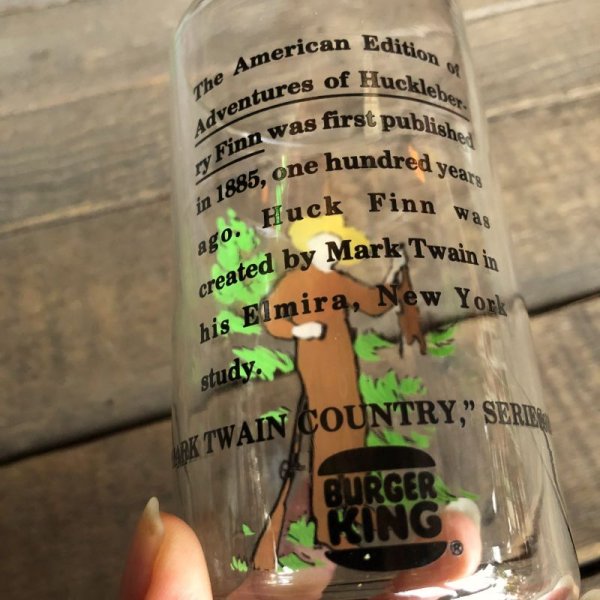 The American Edition of
Adventures of Huckleber-
ry Finn was first published
in 1885, one hundred years
ago. Huck Finn was
created by Mark Twain in
his Elmira, New York
study.
ARK TWAIN COUNTRY," SERIES
BURGER
KING
®